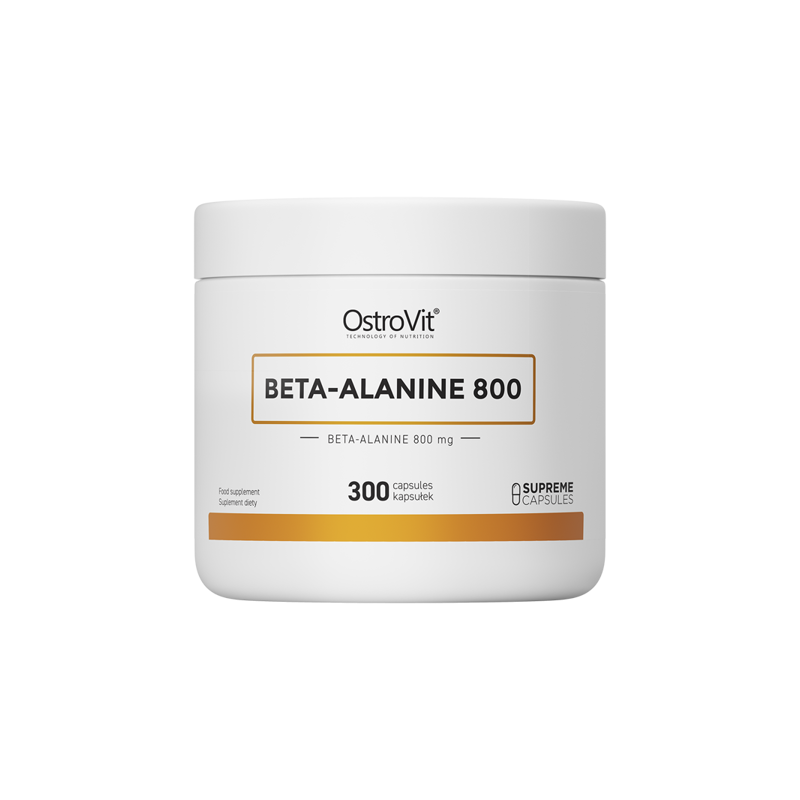 OstroVit®
TECHNOLOGY OF NUTRITION
BETA-ALANINE 800
BETA-ALANINE 800 mg
Food supplement
Suplement diety
300 capsules
kapsułek
SUPREME
CAPSULES